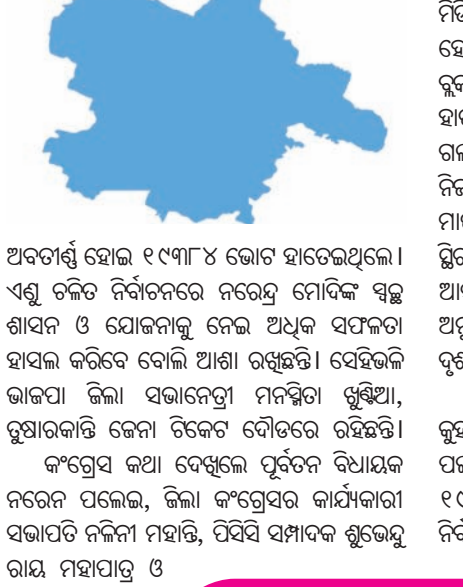 ଅବତୀର୍ଣ୍ଣ ହୋଇ ୧୯୩୮୪ ଭୋଟ ହାତେଇଥିଲେ।
ଏଣୁ ଚଳିତ ନିର୍ବାଚନରେ ନରେନ୍ଦ୍ର ମୋଦିଙ୍କ ସ୍ୱଚ୍ଛ
ଶାସନ ଓ ଯୋଜନାକୁ ନେଇ ଅଧିକ ସଫଳତା
ହାସଲ କରିବେ ବୋଲି ଆଶା ରଖିଛନ୍ତି। ସେହିଭଳି
ଭାଜପା ଜିଲା ସଭାନେତ୍ରୀ ମନସ୍ମିତା ଖୁଣ୍ଟିଆ,
ତୁଷାରକାନ୍ତି ଜେନା ଟିକେଟ ଦୌଡରେ ରହିଛନ୍ତି।
କଂଗ୍ରେସ କଥା ଦେଖିଲେ ପୂର୍ବତନ ବିଧାୟକ
ନରେନ ପଲେଇ, ଜିଲା କଂଗ୍ରେସର କାର୍ଯ୍ୟକାରୀ
ସଭାପତି ନଳିନୀ ମହାନ୍ତି, ପିସିସି ସମ୍ପାଦକ ଶୁଭେନ୍ଦୁ
ରାୟ ମହାପାତ୍ର ଓ